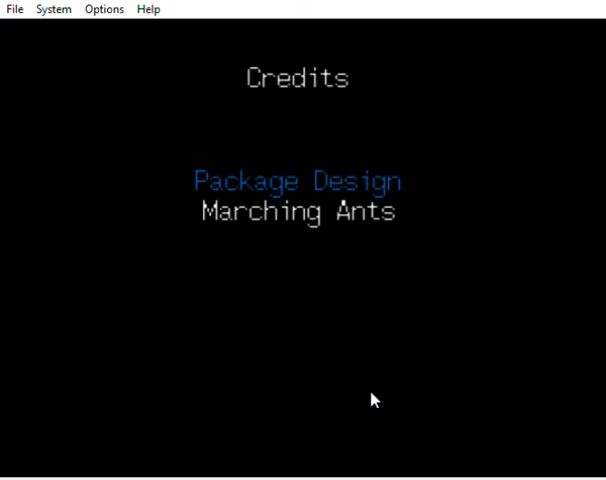 File System Options Help
Credits
Package Design
Marching Ants